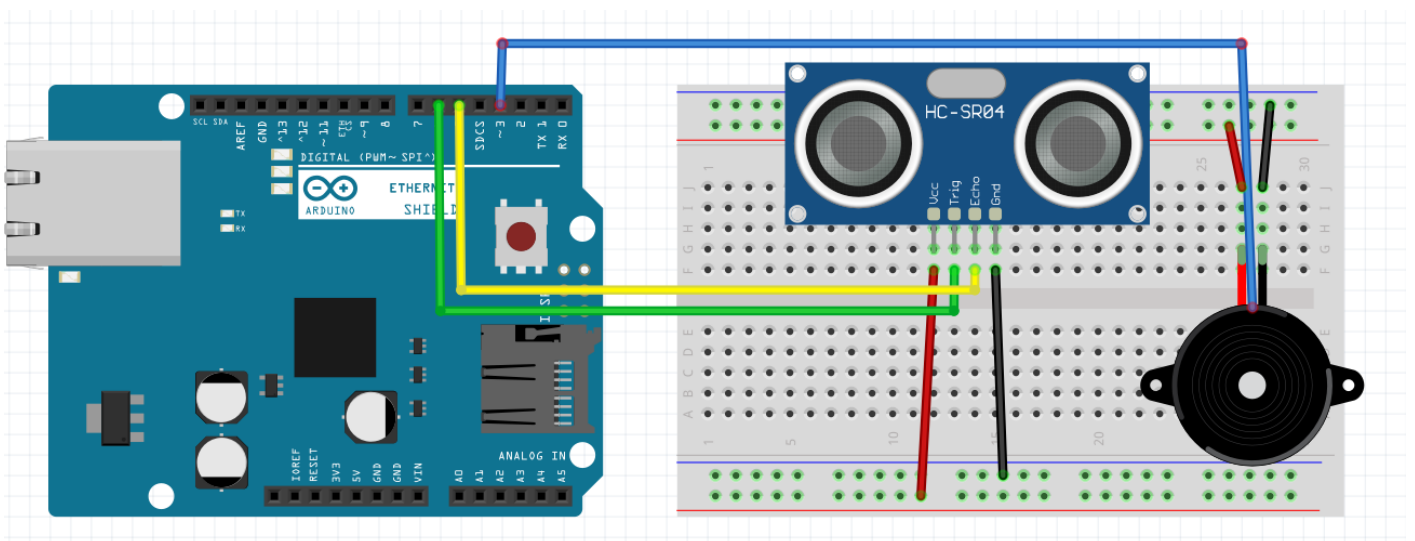 HC-SR04
Vcc
Trig
Echo
Gnd
SCL SDA
AREF
GND
^13
^12
~11
~9
8
7
SDCS
~3
2
TX 1
RX 0
DIGITAL (PWM~ SPI^)
ARDUINO
ETHERNET
SHIELD
TX
RX
IOREF
RESET
3V3
5V
GND
GND
VIN
ANALOG IN
A0
A1
A2
A3
A4
A5
1
25
30
J
I
H
G
F
E
D
C
B
A
J
I
H
G
F
E
1
5
10
15
20